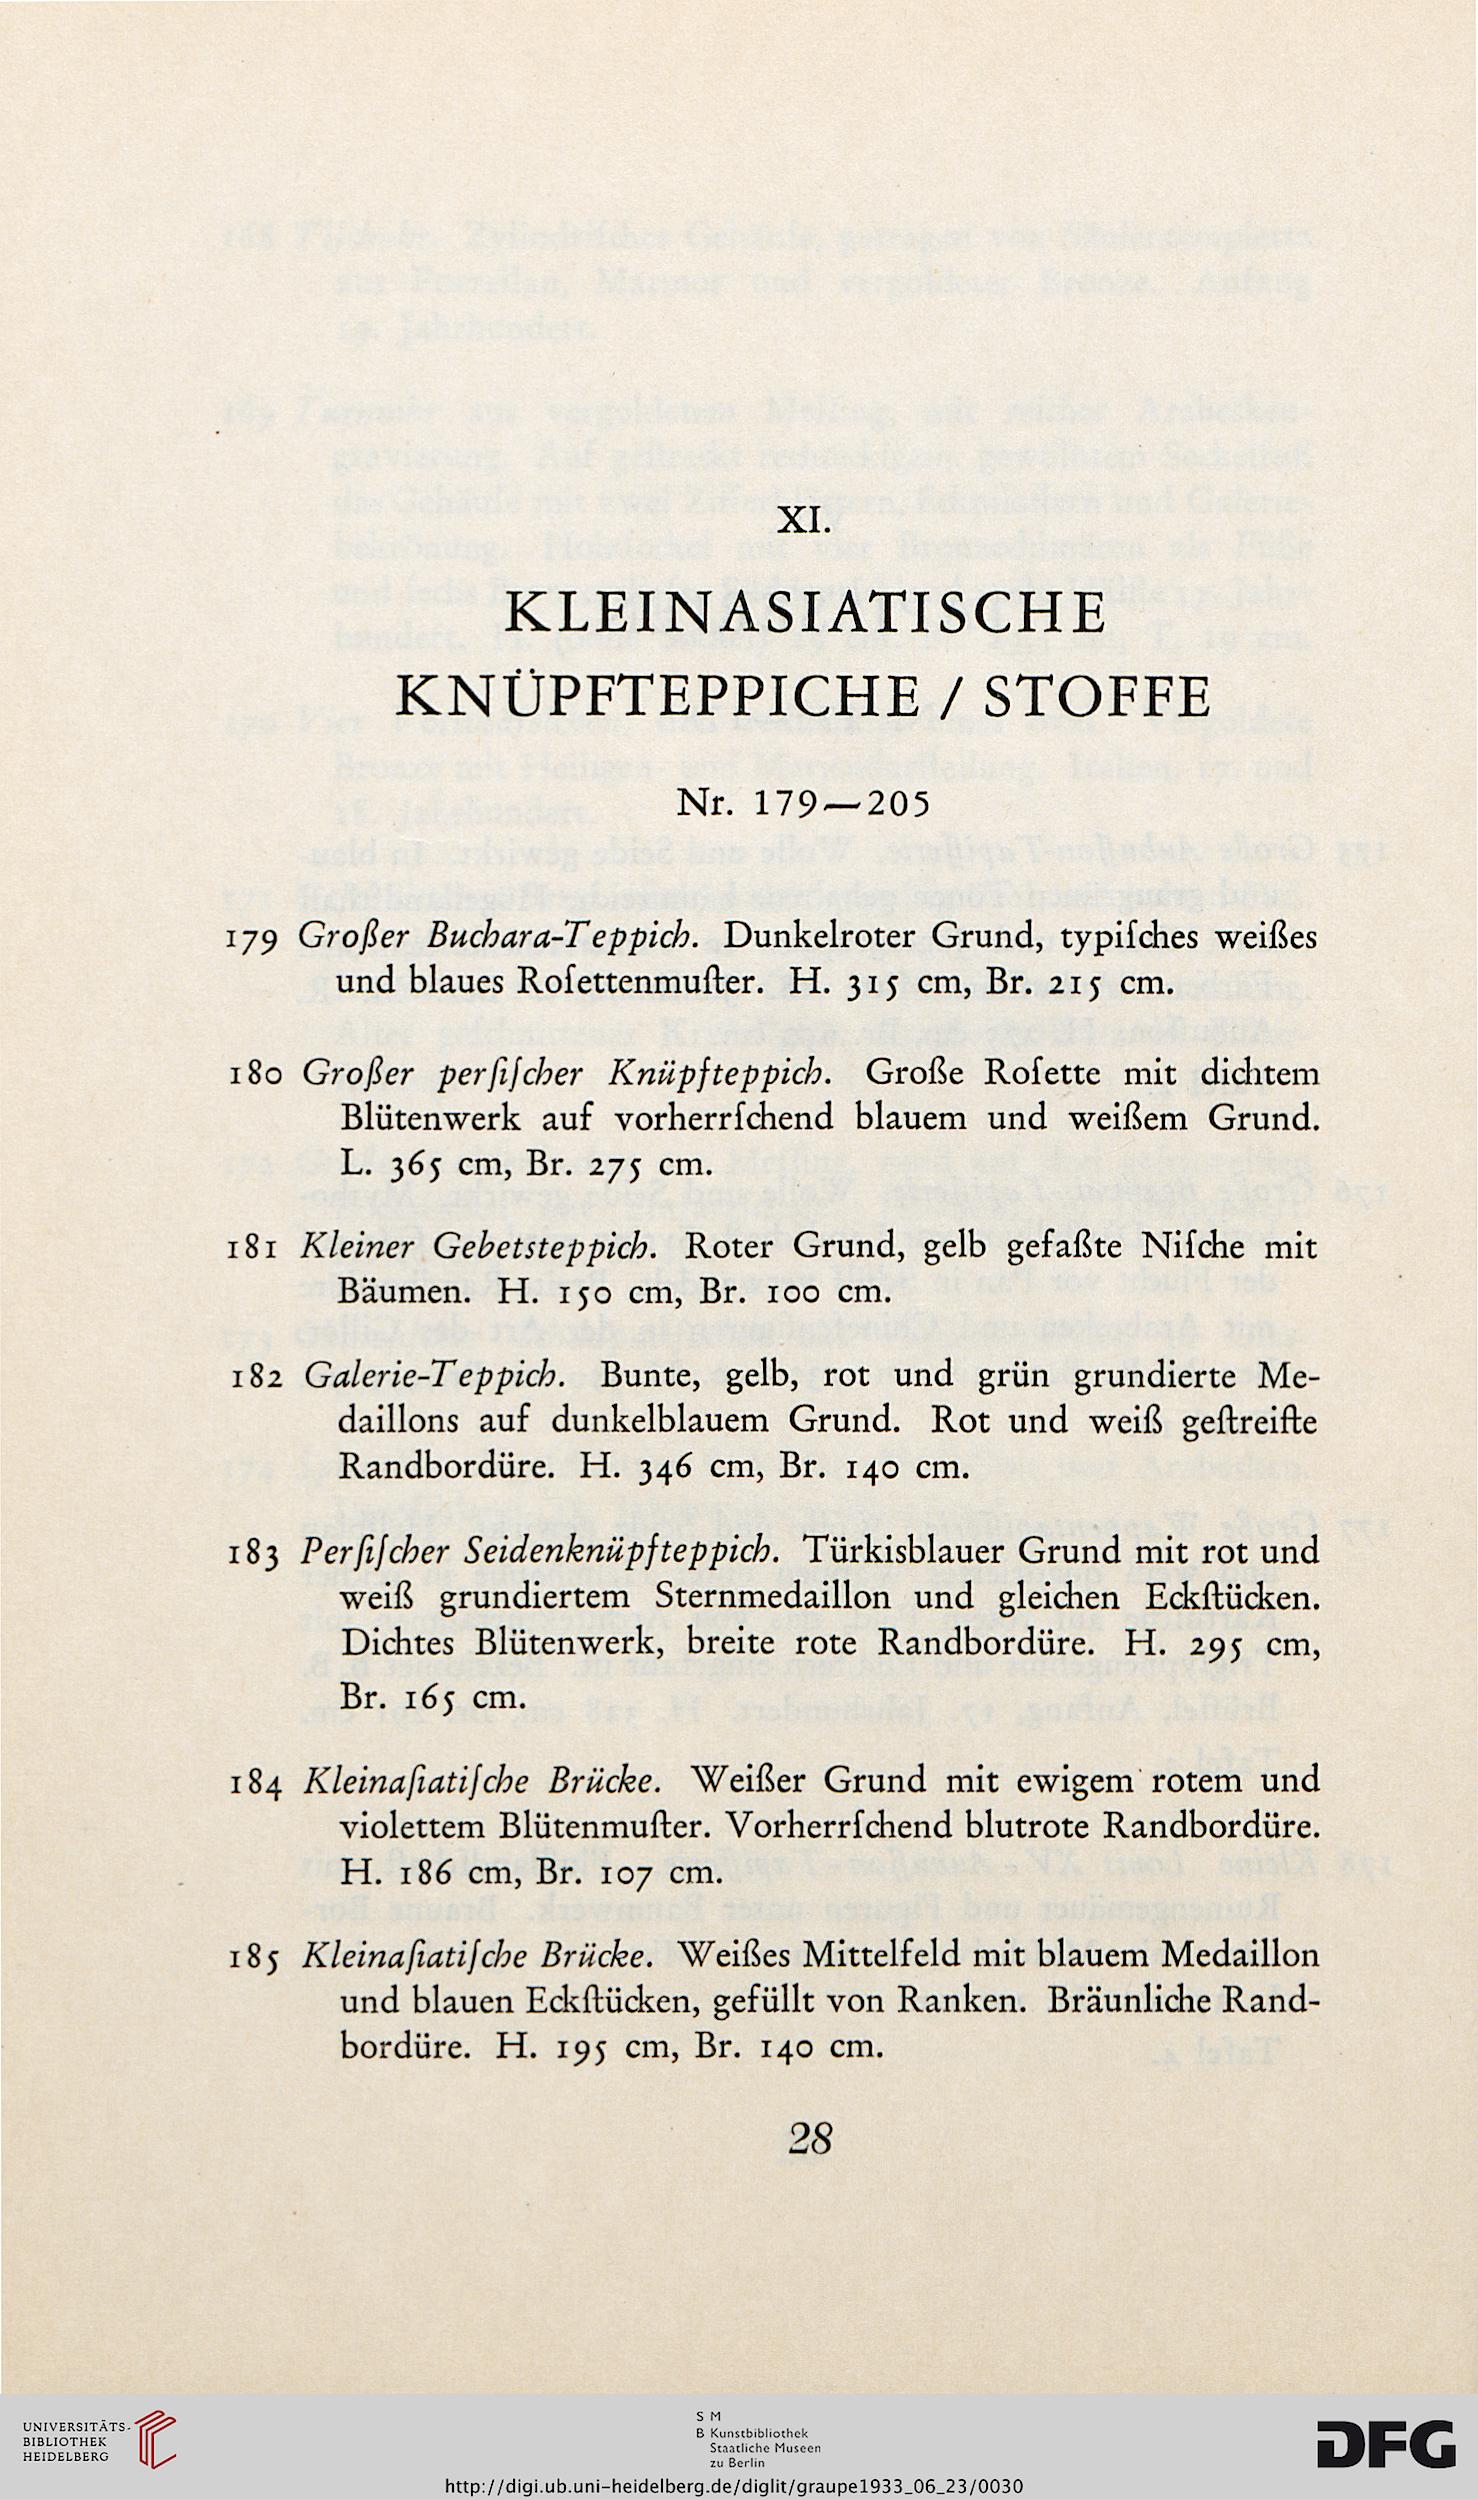 XI.
KLEINASIATISCHE
KNÜPFTEPPICHE / STOFFE
Nr. 179—205
179 Großer Buchara-Teppich. Dunkelroter Grund, typiſches weißes
und blaues Roſettenmuſter. H. 315 cm, Br. 215 cm.
180 Großer perſiſcher Knüpfteppich. Große Roſette mit dichtem
Blütenwerk auf vorherrſchend blauem und weißem Grund.
L. 365 cm, Br. 275 cm.
181 Kleiner Gebetsteppich. Roter Grund, gelb gefaßte Niſche mit
Bäumen. H. 150 cm, Br. 100 cm.
182 Galerie-Teppich. Bunte, gelb, rot und grün grundierte Me-
daillons auf dunkelblauem Grund. Rot und weiß geſtreifte
Randbordüre. H. 346 cm, Br. 140 cm.
183 Perſiſcher Seidenknüpfteppich. Türkisblauer Grund mit rot und
weiß grundiertem Sternmedaillon und gleichen Eckſtücken.
Dichtes Blütenwerk, breite rote Randbordüre. H. 295 cm,
Br. 165 cm.
184 Kleinaſiatiſche Brücke. Weißer Grund mit ewigem rotem und
violettem Blütenmuſter. Vorherrſchend blutrote Randbordüre.
H. 186 cm, Br. 107 cm.
185 Kleinaſiatiſche Brücke. Weißes Mittelfeld mit blauem Medaillon
und blauen Eckſtücken, gefüllt von Ranken. Bräunliche Rand-
bordüre. H. 195 cm, Br. 140 cm.
28
UNIVERSITÄTS-
BIBLIOTHEK
HEIDELBERG
S M
B Kunstbibliothek
Staatliche Museen
zu Berlin
http://digi.ub.uni-heidelberg.de/diglit/graupe1933_06_23/0030
DFG